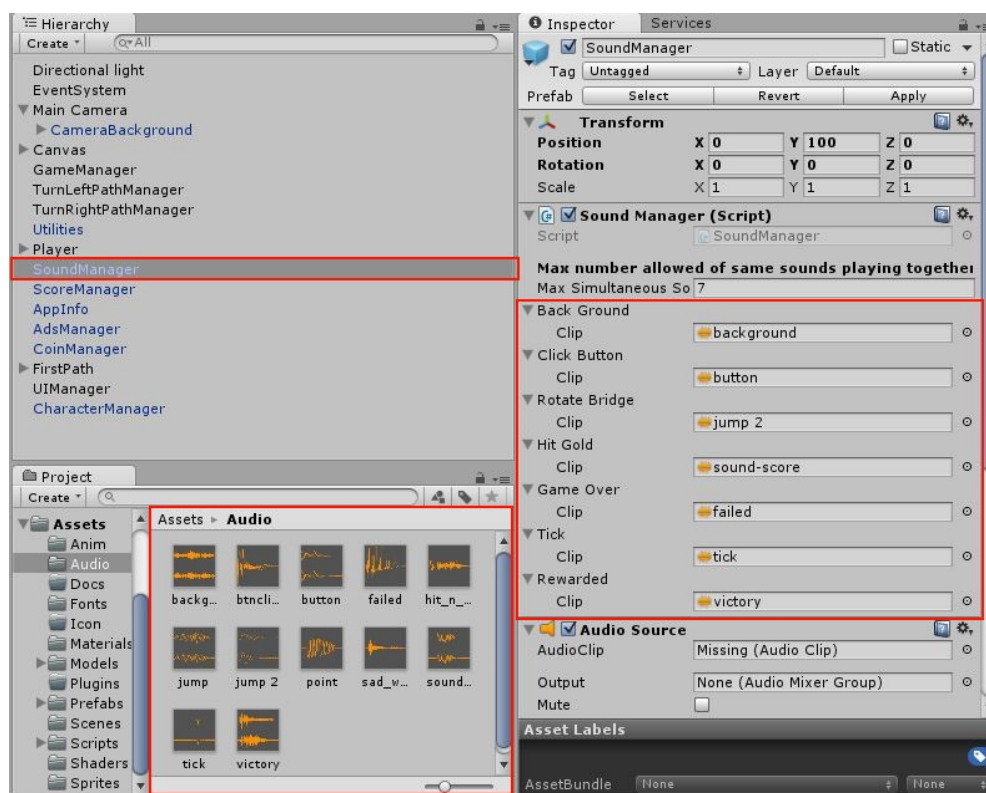 Hierarchy
Create
All
Directional light
EventSystem
Main Camera
CameraBackground
Canvas
GameManager
TurnLeftPathManager
TurnRightPathManager
Utilities
Player
SoundManager
ScoreManager
AppInfo
AdsManager
CoinManager
FirstPath
UIManager
CharacterManager
Project
Create
Assets
Anim
Audio
Docs
Fonts
Icon
Materials
Models
Plugins
Prefabs
Scenes
Scripts
Shaders
Sprites
Assets Audio
backg... btncli... button failed hit_n_...
jump jump 2 point sad_w... sound...
tick victory
Inspector Services
SoundManager Static
Tag Untagged Layer Default
Prefab Select Revert Apply
Transform
Position X 0 Y 100 Z 0
Rotation X 0 Y 0 Z 0
Scale X 1 Y 1 Z 1
Sound Manager (Script)
Script SoundManager
Max number allowed of same sounds playing together
Max Simultaneous So 7
Back Ground
Clip background
Click Button
Clip button
Rotate Bridge
Clip jump 2
Hit Gold
Clip sound-score
Game Over
Clip failed
Tick
Clip tick
Rewarded
Clip victory
Audio Source
AudioClip Missing (Audio Clip)
Output None (Audio Mixer Group)
Mute
Asset Labels
AssetBundle None None